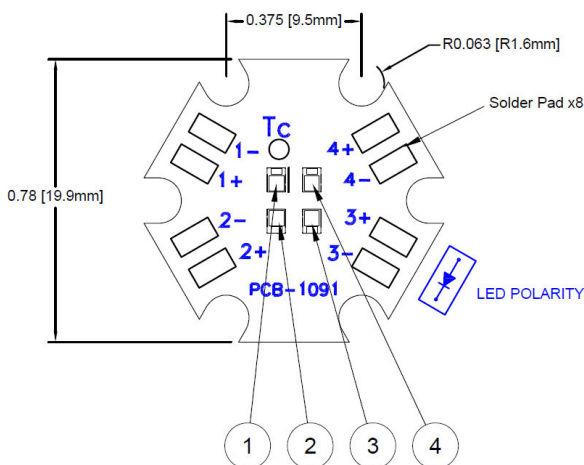 0.375 [9.5mm]
R0.063 [R1.6mm]
Solder Pad x8
Tc
1-
4+
1+
4-
0.78 [19.9mm]
2-
3+
2+
3-
PCB-1091
LED POLARITY
1
2
3
4